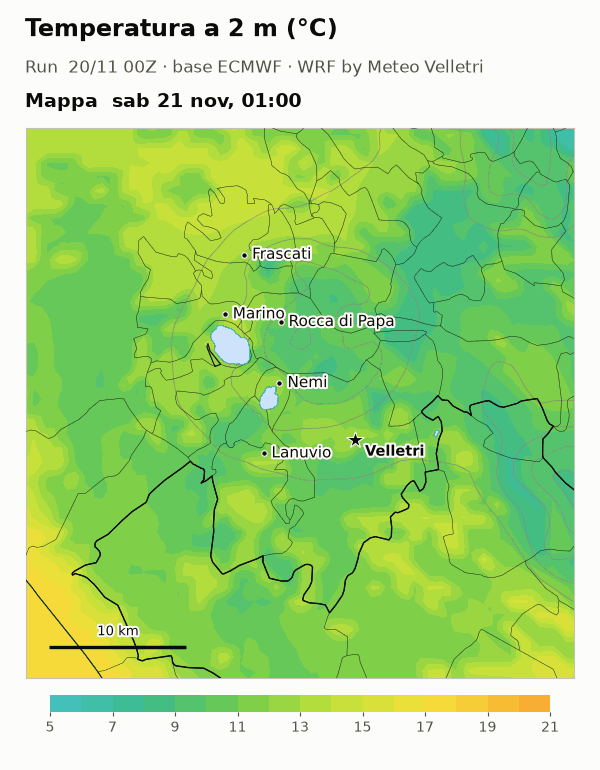 Temperatura a 2 m (°C)
Run  20/11 00Z · base ECMWF · WRF by Meteo Velletri
Mappa  sab 21 nov, 01:00
Frascati
Marino
Rocca di Papa
Nemi
Velletri
Lanuvio
10 km
5 7 9 11 13 15 17 19 21